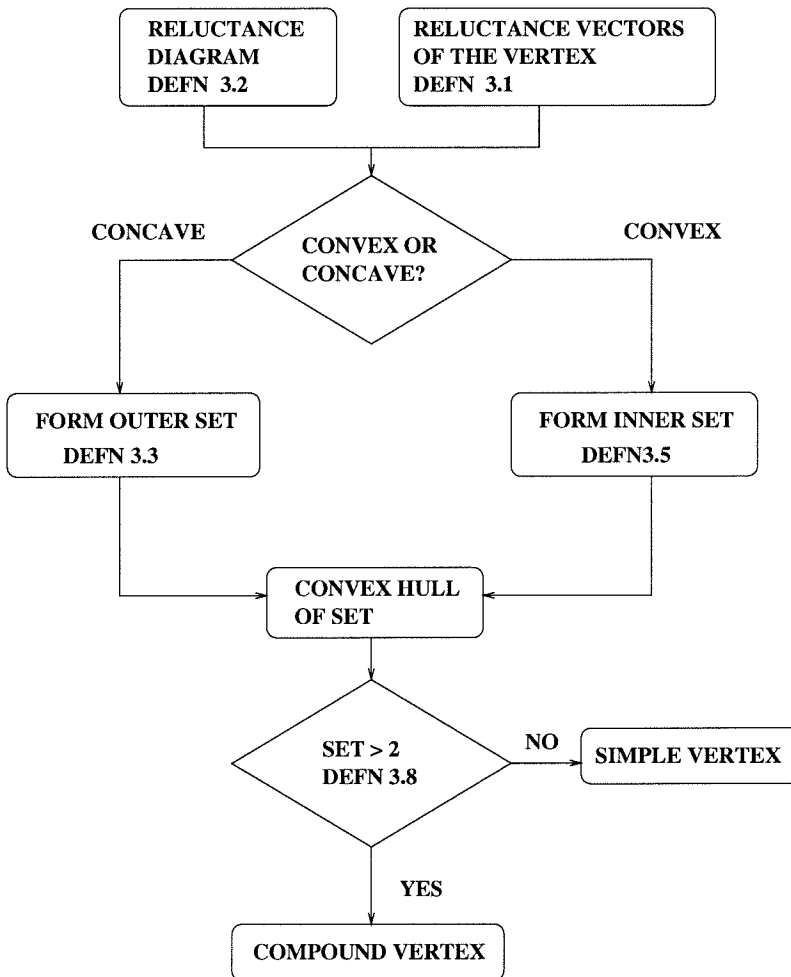 RELUCTANCE
DIAGRAM
DEFN 3.2
RELUCTANCE VECTORS
OF THE VERTEX
DEFN 3.1
CONCAVE
CONVEX
CONVEX OR
CONCAVE?
FORM OUTER SET
DEFN 3.3
FORM INNER SET
DEFN3.5
CONVEX HULL
OF SET
SET > 2
DEFN 3.8
NO
SIMPLE VERTEX
YES
COMPOUND VERTEX